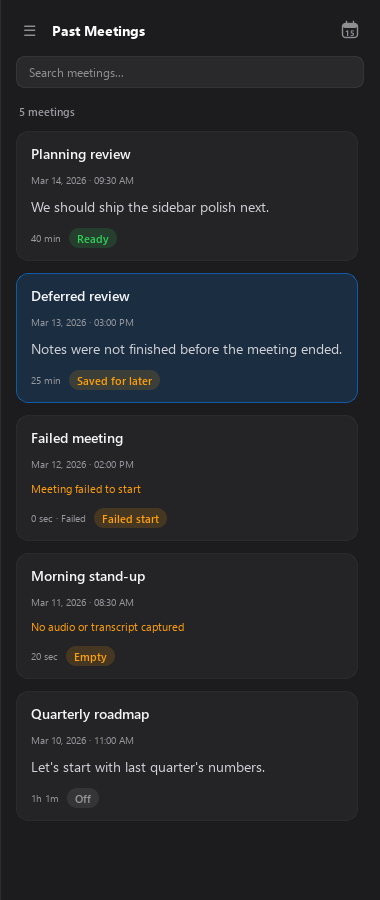 ☰ Past Meetings 15
Search meetings...
5 meetings
Planning review
Mar 14, 2026 · 09:30 AM
We should ship the sidebar polish next.
40 min Ready
Deferred review
Mar 13, 2026 · 03:00 PM
Notes were not finished before the meeting ended.
25 min Saved for later
Failed meeting
Mar 12, 2026 · 02:00 PM
Meeting failed to start
0 sec · Failed Failed start
Morning stand-up
Mar 11, 2026 · 08:30 AM
No audio or transcript captured
20 sec Empty
Quarterly roadmap
Mar 10, 2026 · 11:00 AM
Let's start with last quarter's numbers.
1h 1m Off